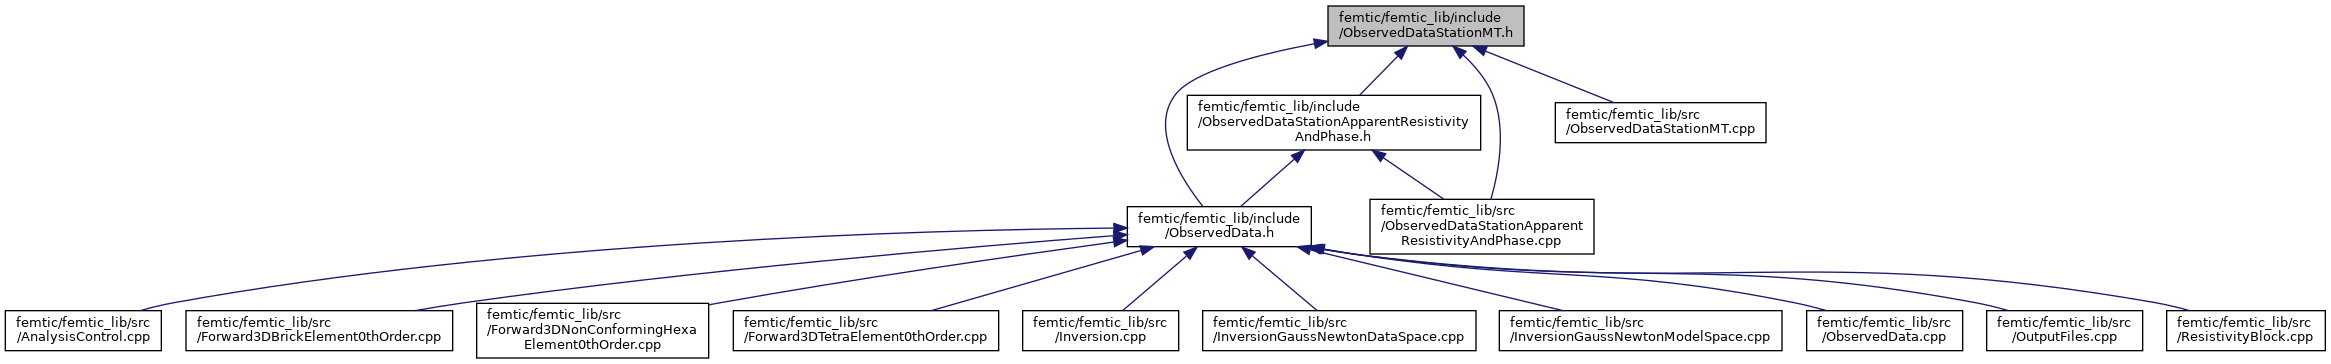 femtic/femtic_lib/include
/ObservedDataStationMT.h
femtic/femtic_lib/include
/ObservedDataStationApparentResistivity
AndPhase.h
femtic/femtic_lib/src
/ObservedDataStationMT.cpp
femtic/femtic_lib/include
/ObservedData.h
femtic/femtic_lib/src
/ObservedDataStationApparent
ResistivityAndPhase.cpp
femtic/femtic_lib/src
/AnalysisControl.cpp
femtic/femtic_lib/src
/Forward3DBrickElement0thOrder.cpp
femtic/femtic_lib/src
/Forward3DNonConformingHexa
Element0thOrder.cpp
femtic/femtic_lib/src
/Forward3DTetraElement0thOrder.cpp
femtic/femtic_lib/src
/Inversion.cpp
femtic/femtic_lib/src
/InversionGaussNewtonDataSpace.cpp
femtic/femtic_lib/src
/InversionGaussNewtonModelSpace.cpp
femtic/femtic_lib/src
/ObservedData.cpp
femtic/femtic_lib/src
/OutputFiles.cpp
femtic/femtic_lib/src
/ResistivityBlock.cpp